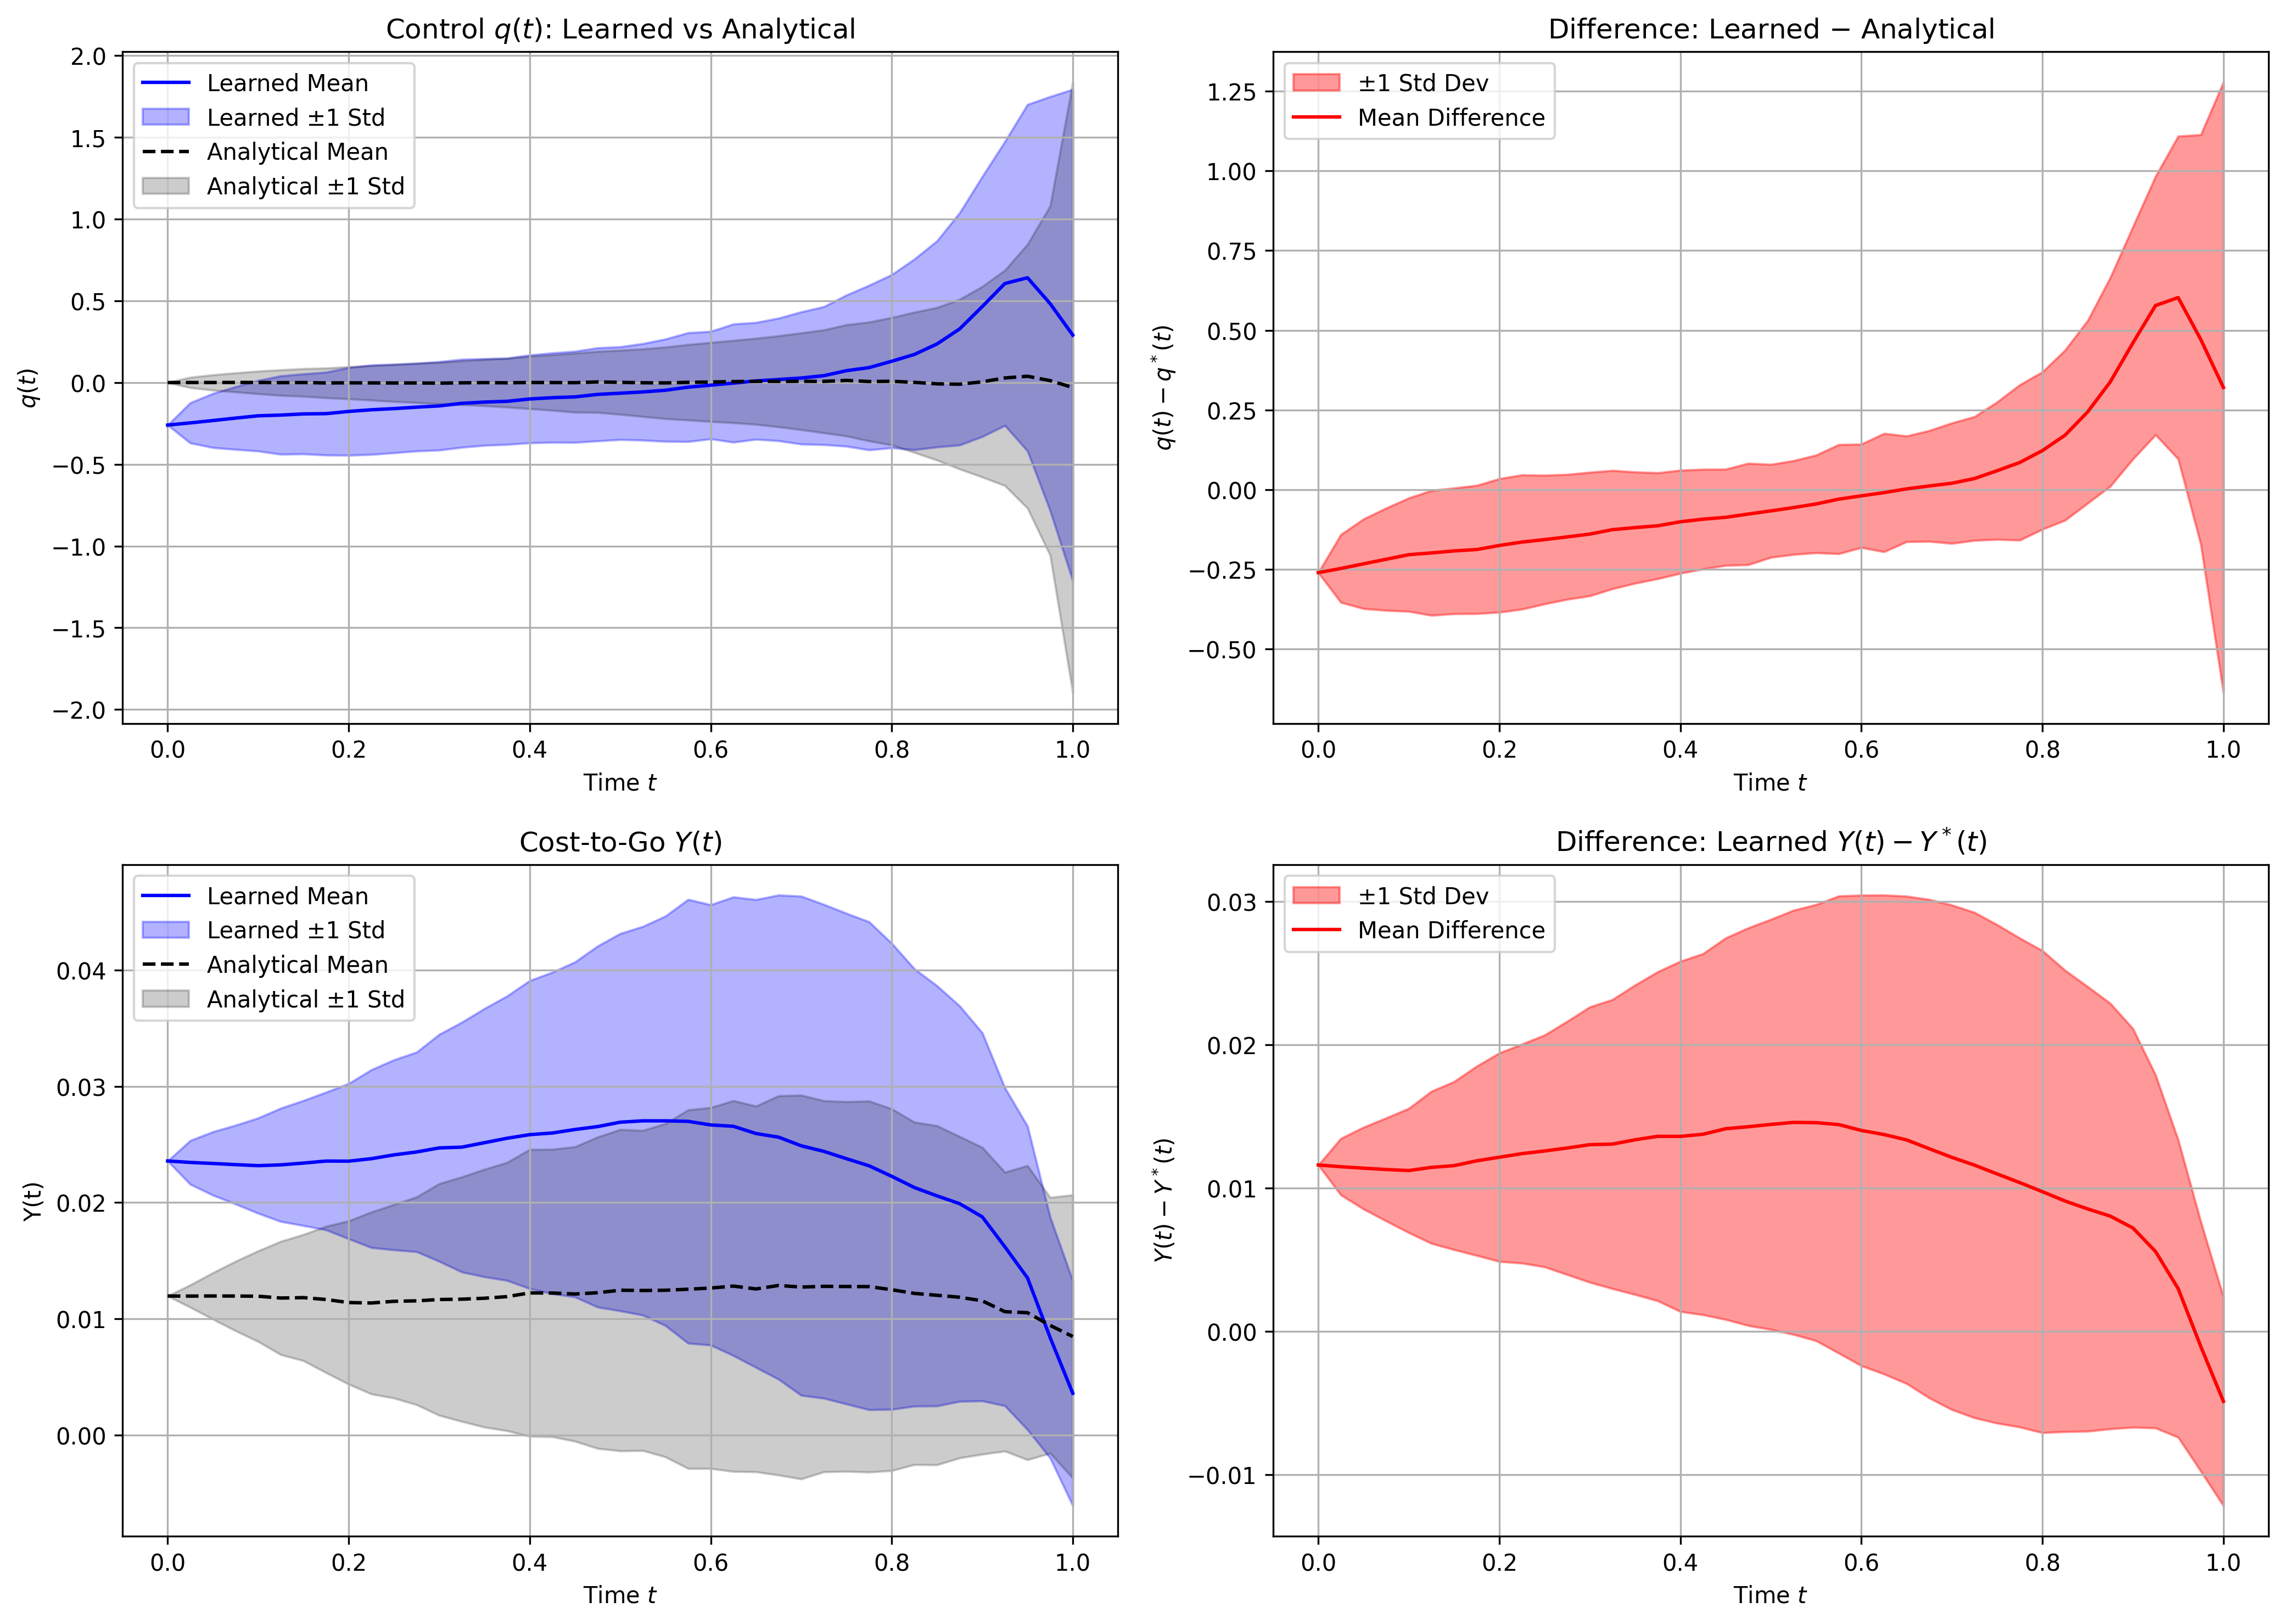 Control q(t): Learned vs Analytical
Learned Mean
Learned ±1 Std
Analytical Mean
Analytical ±1 Std
2.0
1.5
1.0
0.5
0.0
−0.5
−1.0
−1.5
−2.0
q(t)
0.0 0.2 0.4 0.6 0.8 1.0
Time t
Difference: Learned − Analytical
±1 Std Dev
Mean Difference
1.25
1.00
0.75
0.50
0.25
0.00
−0.25
−0.50
q(t) − q*(t)
0.0 0.2 0.4 0.6 0.8 1.0
Time t
Cost-to-Go Y(t)
Learned Mean
Learned ±1 Std
Analytical Mean
Analytical ±1 Std
0.04
0.03
0.02
0.01
0.00
Y(t)
0.0 0.2 0.4 0.6 0.8 1.0
Time t
Difference: Learned Y(t) − Y*(t)
±1 Std Dev
Mean Difference
0.03
0.02
0.01
0.00
−0.01
Y(t) − Y*(t)
0.0 0.2 0.4 0.6 0.8 1.0
Time t